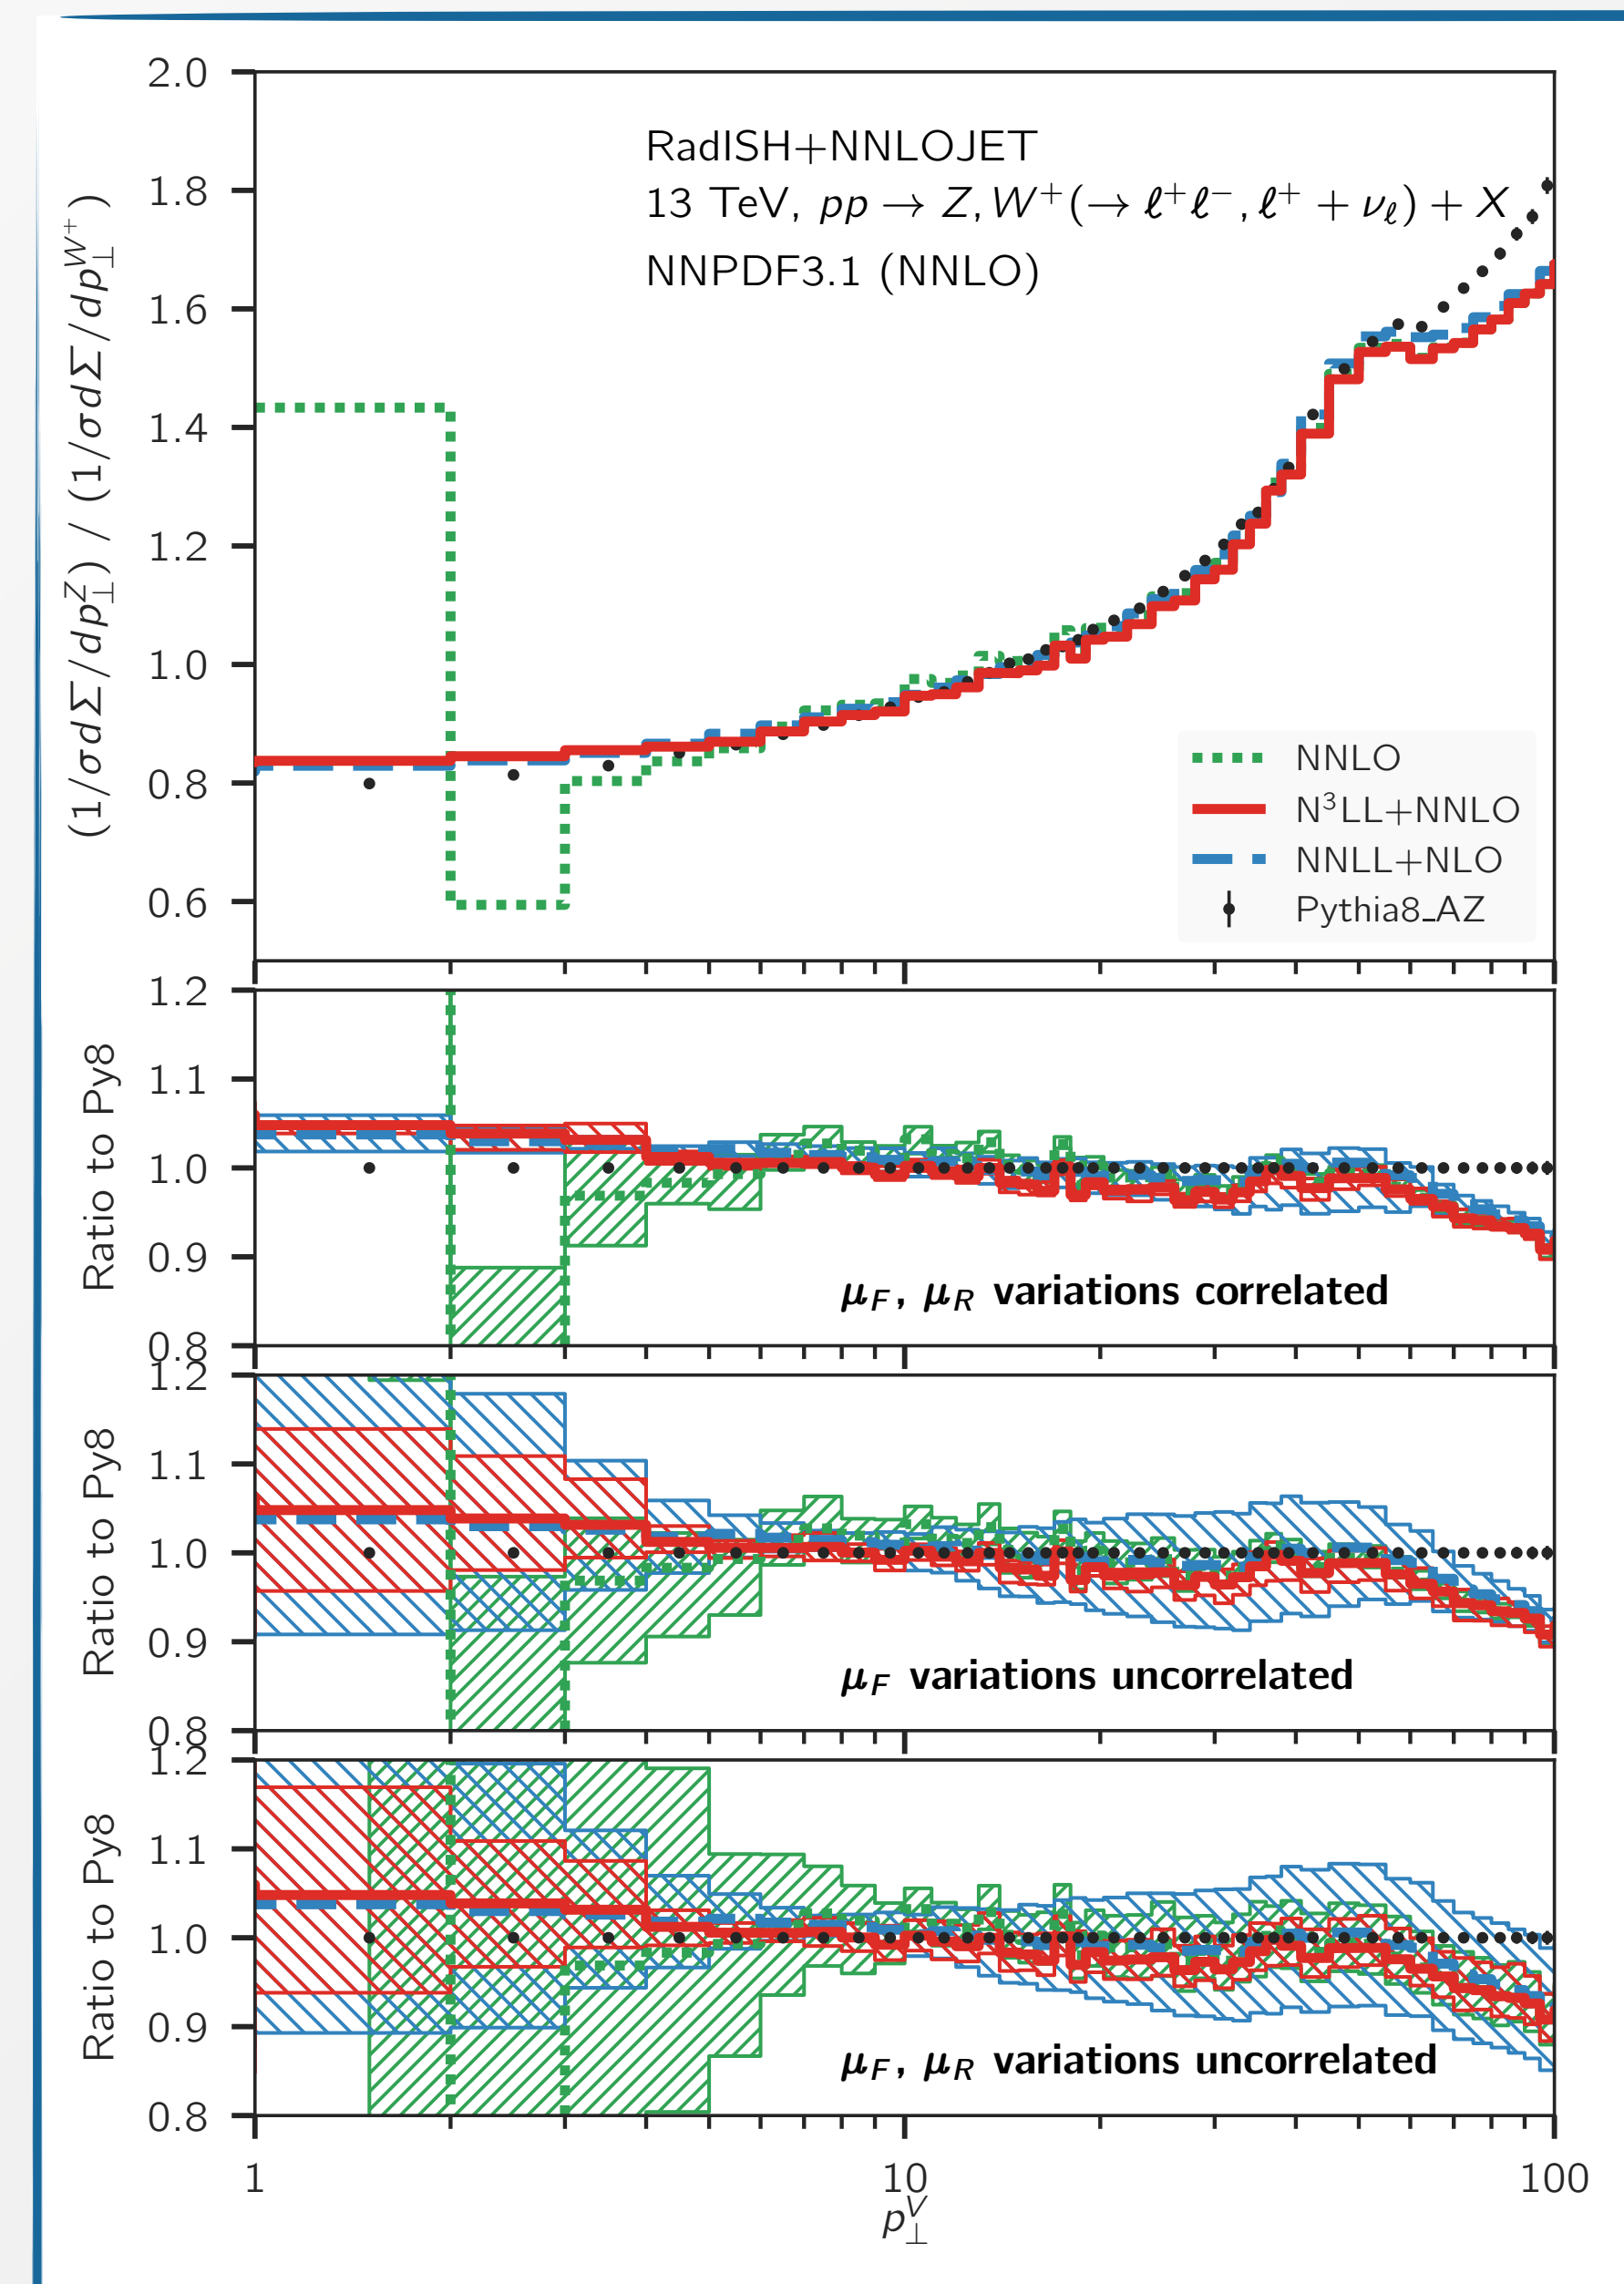 2.0
1.8
1.6
1.4
1.2
1.0
0.8
0.6
(1/σdΣ/dp⊥^Z) / (1/σdΣ/dp⊥^W⁺)
RadISH+NNLOJET
13 TeV, pp → Z, W⁺(→ ℓ⁺ℓ⁻, ℓ⁺ + νℓ) + X
NNPDF3.1 (NNLO)
NNLO
N³LL+NNLO
NNLL+NLO
Pythia8_AZ
1.2
1.1
1.0
0.9
0.8
Ratio to Py8
μF, μR variations correlated
1.2
1.1
1.0
0.9
0.8
Ratio to Py8
μF variations uncorrelated
1.2
1.1
1.0
0.9
0.8
Ratio to Py8
μF, μR variations uncorrelated
1 10 100
p⊥^V